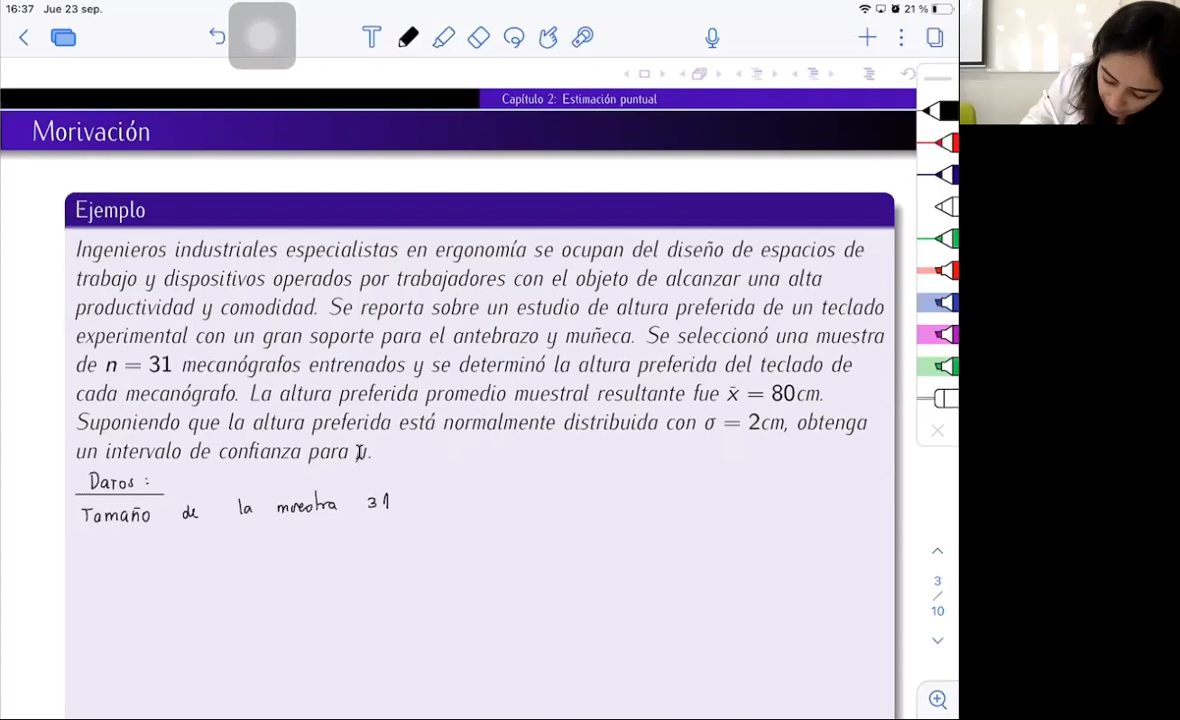 16:37 Jue 23 sep. 21 %
Capítulo 2: Estimación puntual
Morivación
Ejemplo
Ingenieros industriales especialistas en ergonomía se ocupan del diseño de espacios de
trabajo y dispositivos operados por trabajadores con el objeto de alcanzar una alta
productividad y comodidad. Se reporta sobre un estudio de altura preferida de un teclado
experimental con un gran soporte para el antebrazo y muñeca. Se seleccionó una muestra
de n = 31 mecanógrafos entrenados y se determinó la altura preferida del teclado de
cada mecanógrafo. La altura preferida promedio muestral resultante fue x̄ = 80cm.
Suponiendo que la altura preferida está normalmente distribuida con σ = 2cm, obtenga
un intervalo de confianza para μ.
Datos:
Tamaño de la muestra 31
3
/
10